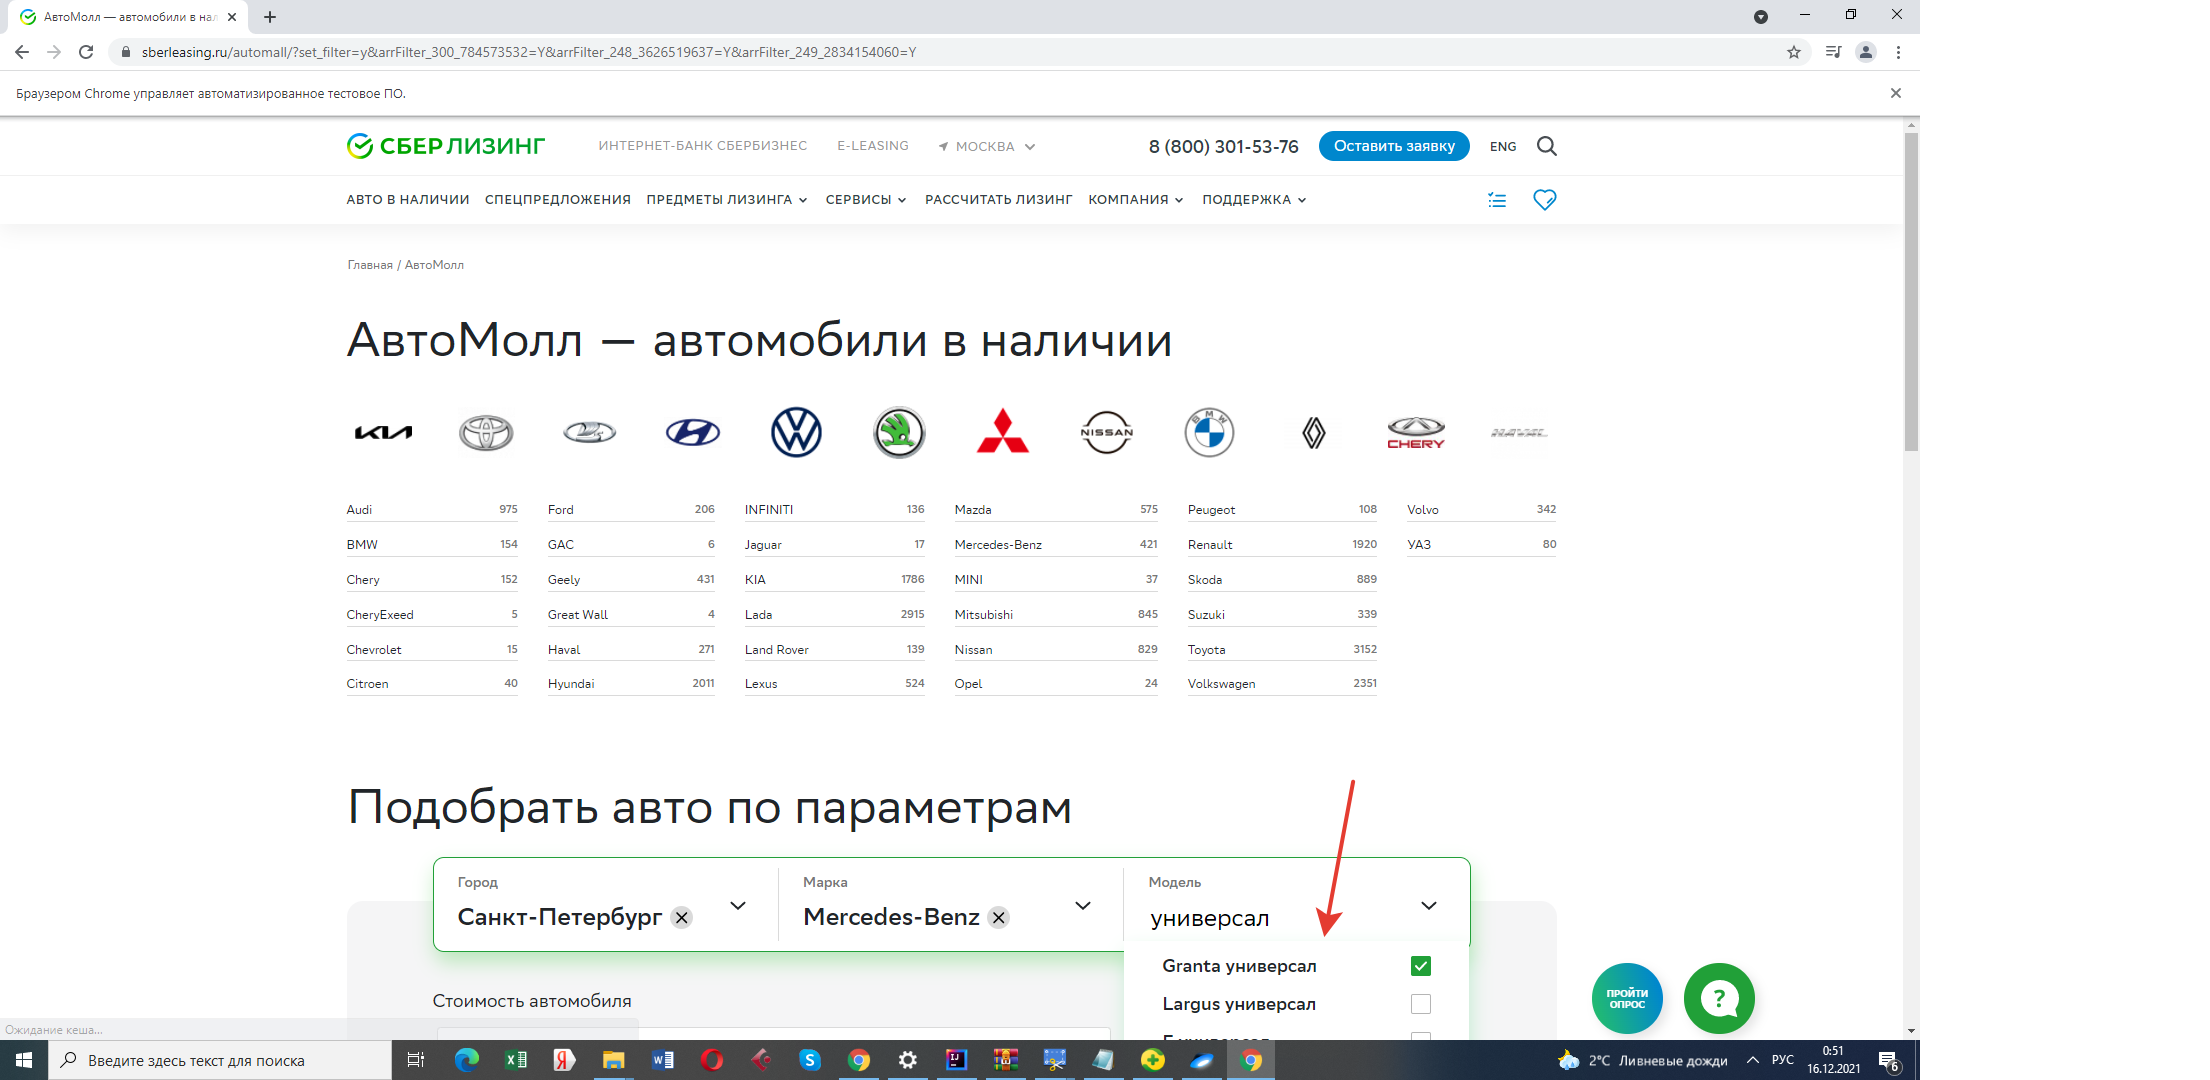 АвтоМолл — автомобили в нал
sberleasing.ru/automall/?set_filter=y&arrFilter_300_784573532=Y&arrFilter_248_3626519637=Y&arrFilter_249_2834154060=Y
Браузером Chrome управляет автоматизированное тестовое ПО.
СБЕР ЛИЗИНГ
ИНТЕРНЕТ-БАНК СБЕРБИЗНЕС
E-LEASING
МОСКВА
8 (800) 301-53-76
Оставить заявку
ENG
АВТО В НАЛИЧИИ
СПЕЦПРЕДЛОЖЕНИЯ
ПРЕДМЕТЫ ЛИЗИНГА
СЕРВИСЫ
РАССЧИТАТЬ ЛИЗИНГ
КОМПАНИЯ
ПОДДЕРЖКА
Главная / АвтоМолл
АвтоМолл — автомобили в наличии
NISSAN
BMW
CHERY
HAVAL
Audi 975
BMW 154
Chery 152
CheryExeed 5
Chevrolet 15
Citroen 40
Ford 206
GAC 6
Geely 431
Great Wall 4
Haval 271
Hyundai 2011
INFINITI 136
Jaguar 17
KIA 1786
Lada 2915
Land Rover 139
Lexus 524
Mazda 575
Mercedes-Benz 421
MINI 37
Mitsubishi 845
Nissan 829
Opel 24
Peugeot 108
Renault 1920
Skoda 889
Suzuki 339
Toyota 3152
Volkswagen 2351
Volvo 342
УАЗ 80
Подобрать авто по параметрам
Город
Санкт-Петербург
Марка
Mercedes-Benz
Модель
универсал
Granta универсал
Largus универсал
Стоимость автомобиля
ПРОЙТИ
ОПРОС
?
Ожидание кеша...
Введите здесь текст для поиска
2°C Ливневые дожди
РУС
0:51
16.12.2021
6